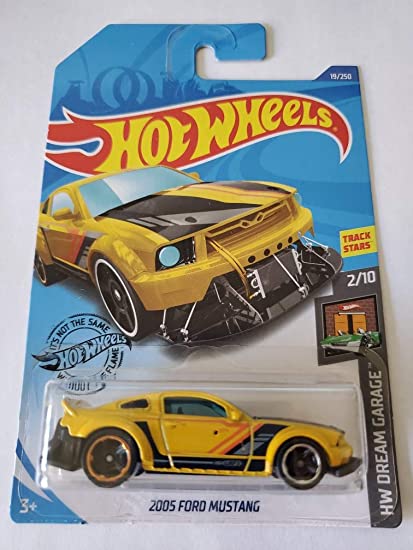 19/250
HOT WHEELS
TRACK
STARS
2/10
IT'S NOT THE SAME
HOT WHEELS
FLAME
HW DREAM GARAGE
3+
2005 FORD MUSTANG